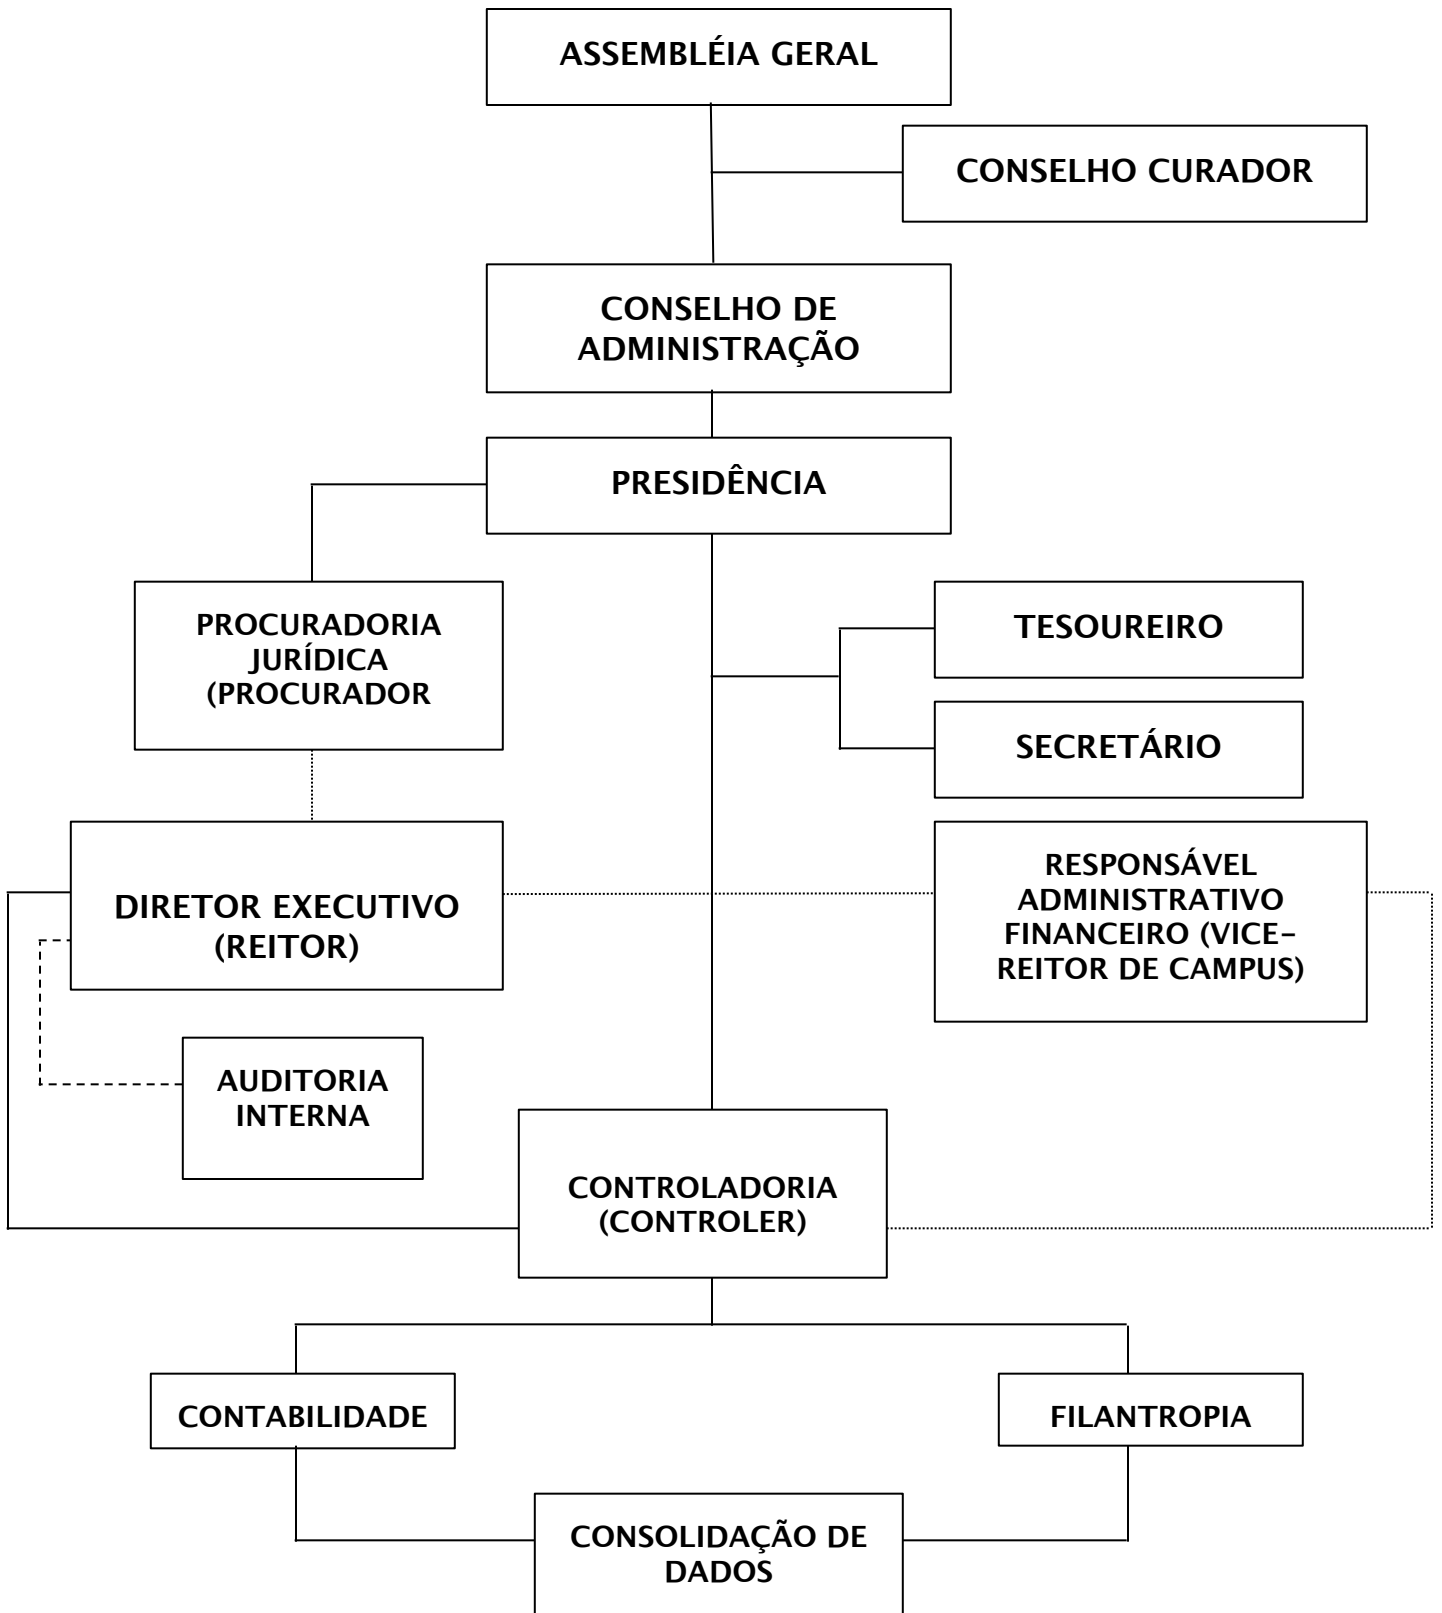 ASSEMBLÉIA GERAL
CONSELHO CURADOR
CONSELHO DE
ADMINISTRAÇÃO
PRESIDÊNCIA
PROCURADORIA
JURÍDICA
(PROCURADOR
TESOUREIRO
SECRETÁRIO
DIRETOR EXECUTIVO
(REITOR)
RESPONSÁVEL
ADMINISTRATIVO
FINANCEIRO (VICE-
REITOR DE CAMPUS)
AUDITORIA
INTERNA
CONTROLADORIA
(CONTROLER)
CONTABILIDADE
FILANTROPIA
CONSOLIDAÇÃO DE
DADOS